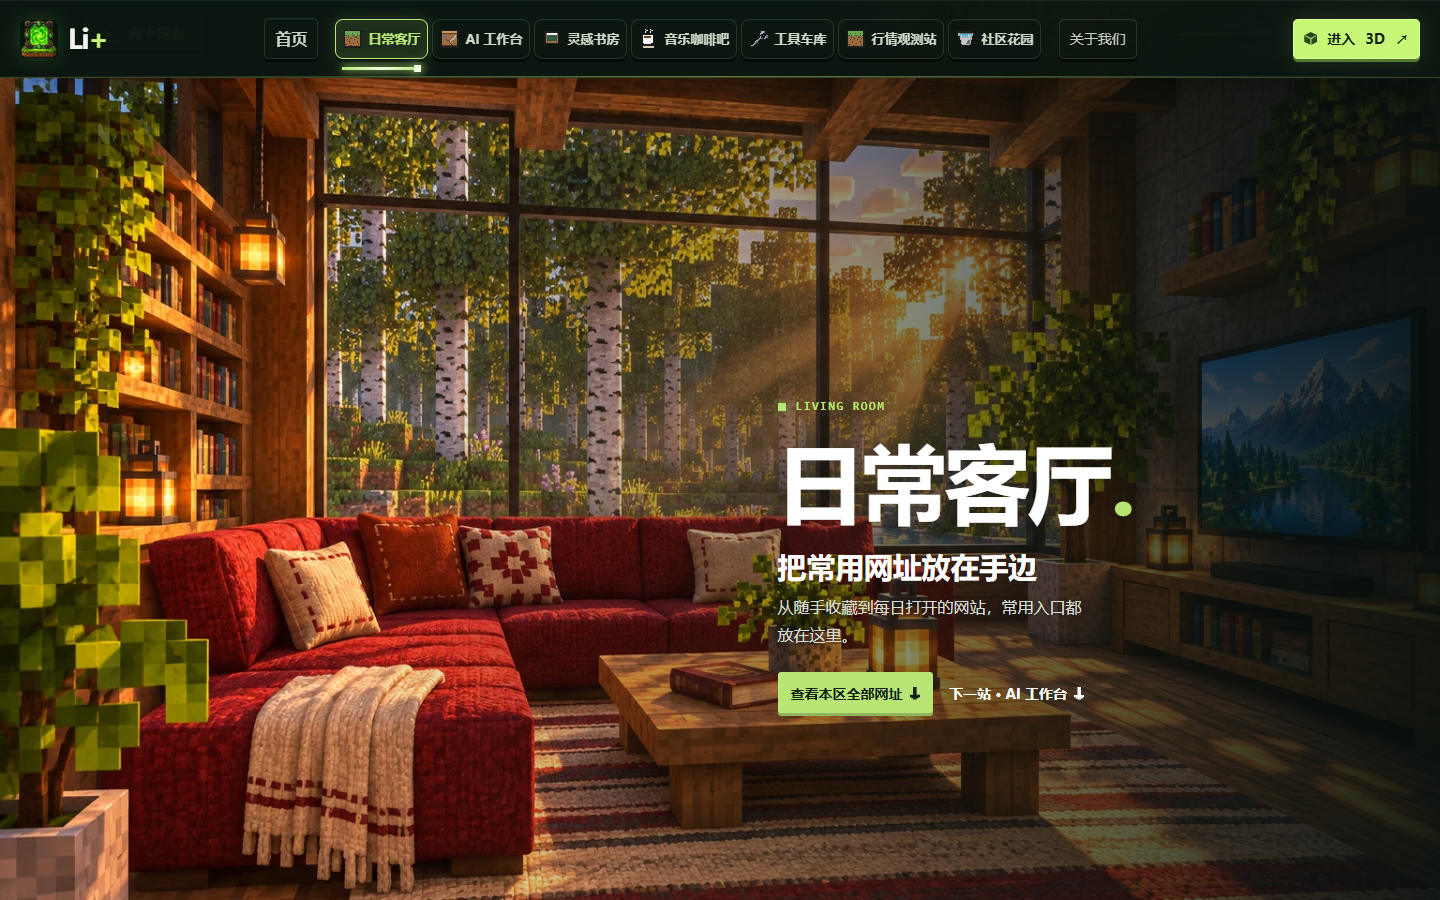 Li+
首页
日常客厅
AI 工作台
灵感书房
音乐咖啡吧
工具车库
行情观测站
社区花园
关于我们
进入 3D ↗
LIVING ROOM
日常客厅.
把常用网址放在手边
从随手收藏到每日打开的网站，常用入口都
放在这里。
查看本区全部网址 ⬇
下一站 • AI 工作台 ⬇